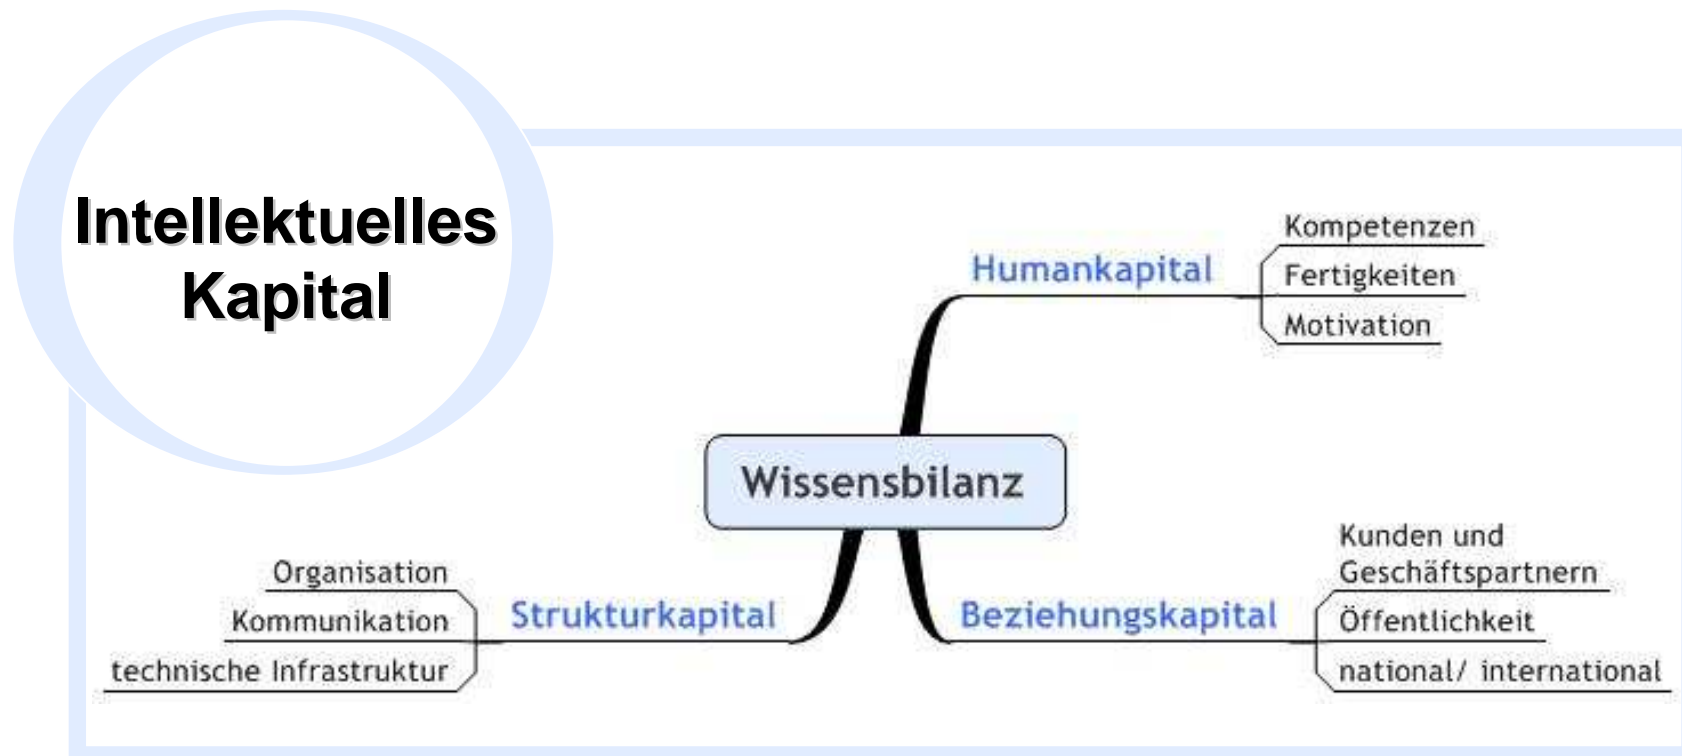 Intellektuelles
Kapital
Humankapital
Kompetenzen
Fertigkeiten
Motivation
Wissensbilanz
Strukturkapital
Organisation
Kommunikation
technische Infrastruktur
Beziehungskapital
Kunden und
Geschäftspartnern
Öffentlichkeit
national/ international